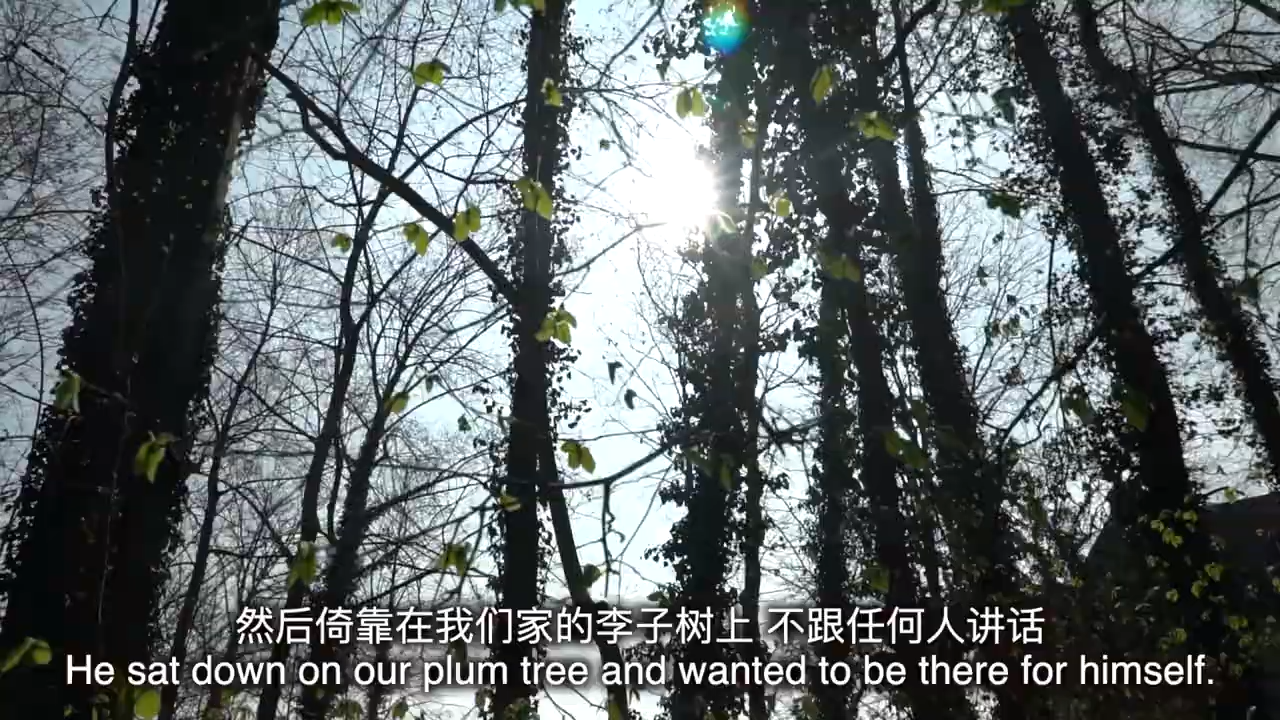 然后倚靠在我们家的李子树上 不跟任何人讲话
He sat down on our plum tree and wanted to be there for himself.